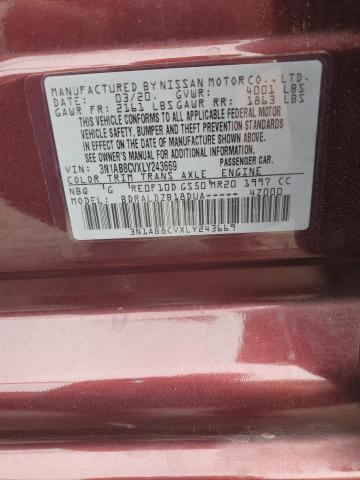 MANUFACTURED BY NISSAN MOTOR CO., LTD.
DATE: 03/20. GVWR: 4001 LBS
GAWR FR: 2161 LBS GAWR RR: 1863 LBS
THIS VEHICLE CONFORMS TO ALL APPLICABLE FEDERAL MOTOR
VEHICLE SAFETY, BUMPER AND THEFT PREVENTION STANDARDS
IN EFFECT ON THE DATE OF MANUFACTURE SHOWN ABOVE.
SEE OWNER'S MANUAL
VIN: 3N1AB8CVXLY243669 PASSENGER CAR.
COLOR TRIM TRANS AXLE ENGINE
NBQ G RE0F10D GS50 MR20 1997 CC
MODEL: BDRALDZB18DUA----- 4Z000
3N1AB8CVXLY243669